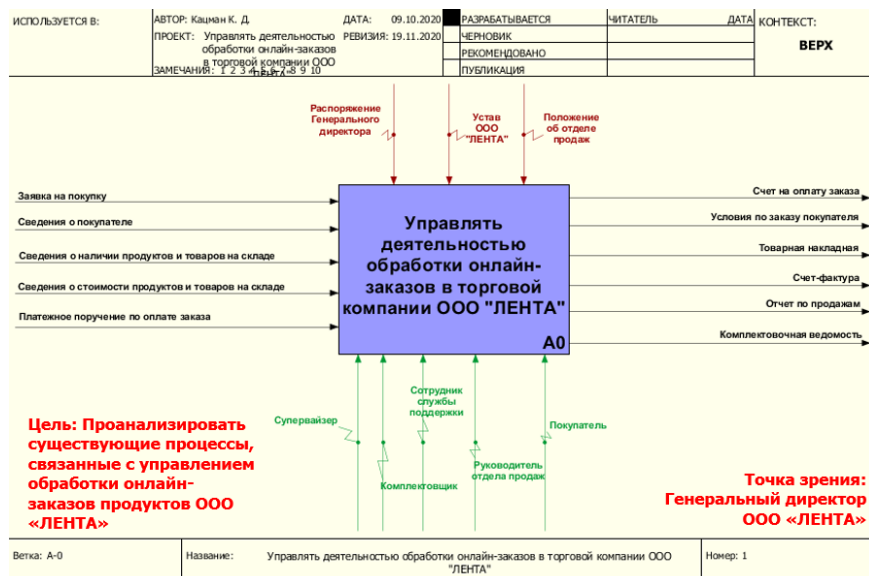 ИСПОЛЬЗУЕТСЯ В:
АВТОР: Кацман К. Д.
ДАТА: 09.10.2020
РАЗРАБАТЫВАЕТСЯ
ЧИТАТЕЛЬ
ДАТА
КОНТЕКСТ:
ПРОЕКТ: Управлять деятельностью
обработки онлайн-заказов
в торговой компании ООО
"ЛЕНТА"
РЕВИЗИЯ: 19.11.2020
ЧЕРНОВИК
ВЕРХ
РЕКОМЕНДОВАНО
ЗАМЕЧАНИЯ: 1 2 3 4 5 6 7 8 9 10
ПУБЛИКАЦИЯ
Распоряжение
Генерального
директора
Устав
ООО
"ЛЕНТА"
Положение
об отделе
продаж
Заявка на покупку
Сведения о покупателе
Сведения о наличии продуктов и товаров на складе
Сведения о стоимости продуктов и товаров на складе
Платежное поручение по оплате заказа
Управлять
деятельностью
обработки онлайн-
заказов в торговой
компании ООО "ЛЕНТА"
A0
Счет на оплату заказа
Условия по заказу покупателя
Товарная накладная
Счет-фактура
Отчет по продажам
Комплектовочная ведомость
Супервайзер
Комплектовщик
Сотрудник
службы
поддержки
Руководитель
отдела продаж
Покупатель
Цель: Проанализировать
существующие процессы,
связанные с управлением
обработки онлайн-
заказов продуктов ООО
«ЛЕНТА»
Точка зрения:
Генеральный директор
ООО «ЛЕНТА»
Ветка: A-0
Название:
Управлять деятельностью обработки онлайн-заказов в торговой компании ООО
"ЛЕНТА"
Номер: 1